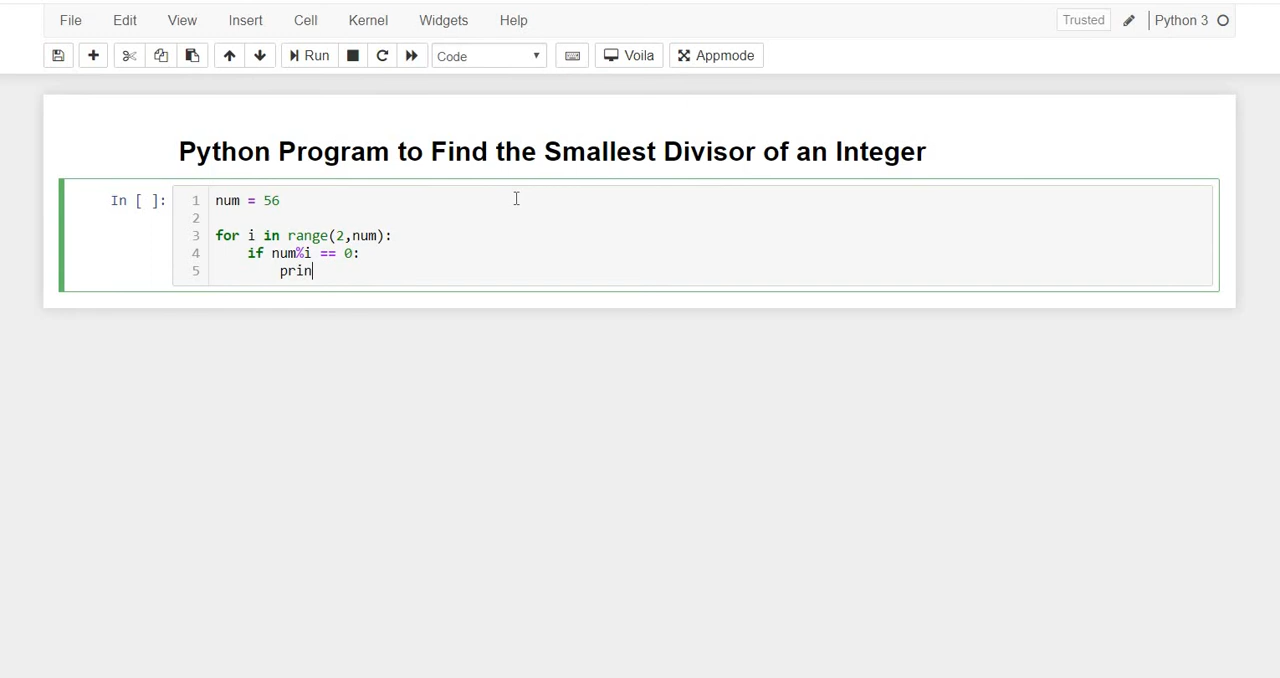 File Edit View Insert Cell Kernel Widgets Help Trusted Python 3
Run Code Voila Appmode
Python Program to Find the Smallest Divisor of an Integer
In [ ]: 1 num = 56
2
3 for i in range(2,num):
4     if num%i == 0:
5         prin